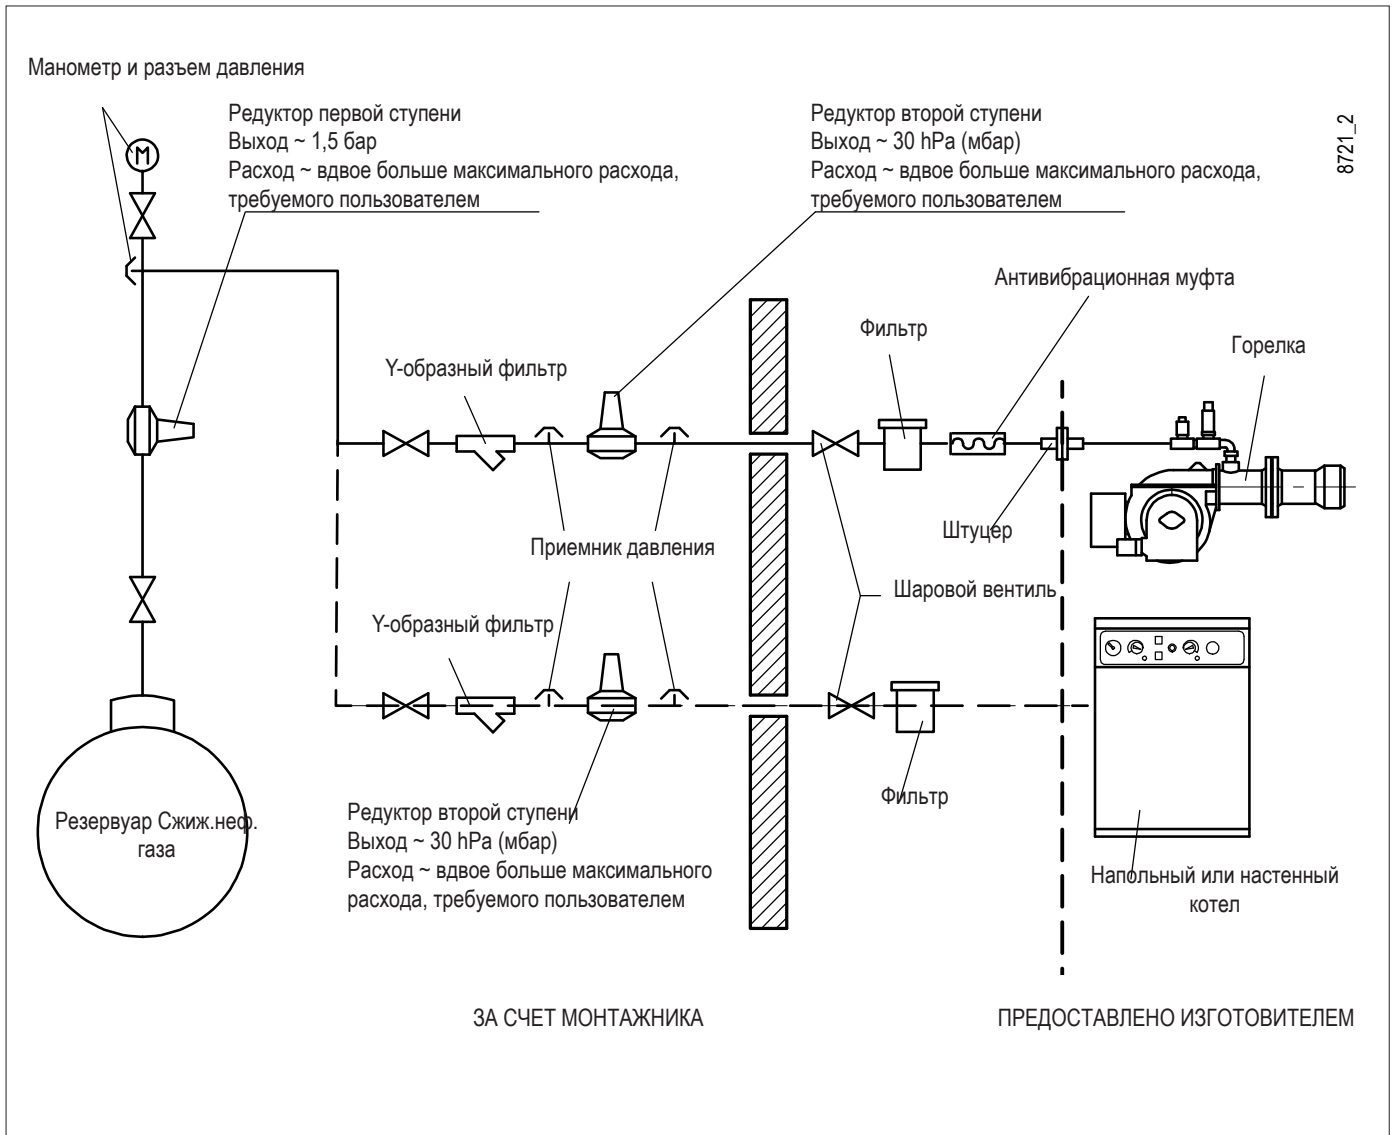 Манометр и разъем давления
Редуктор первой ступени
Выход ~ 1,5 бар
Расход ~ вдвое больше максимального расхода,
требуемого пользователем
Редуктор второй ступени
Выход ~ 30 hPa (мбар)
Расход ~ вдвое больше максимального расхода,
требуемого пользователем
8721_2
M
Антивибрационная муфта
Фильтр
Горелка
Y-образный фильтр
Штуцер
Приемник давления
Шаровой вентиль
Y-образный фильтр
Фильтр
Резервуар Сжиж.неф.
газа
Редуктор второй ступени
Выход ~ 30 hPa (мбар)
Расход ~ вдвое больше максимального
расхода, требуемого пользователем
Напольный или настенный
котел
ЗА СЧЕТ МОНТАЖНИКА
ПРЕДОСТАВЛЕНО ИЗГОТОВИТЕЛЕМ